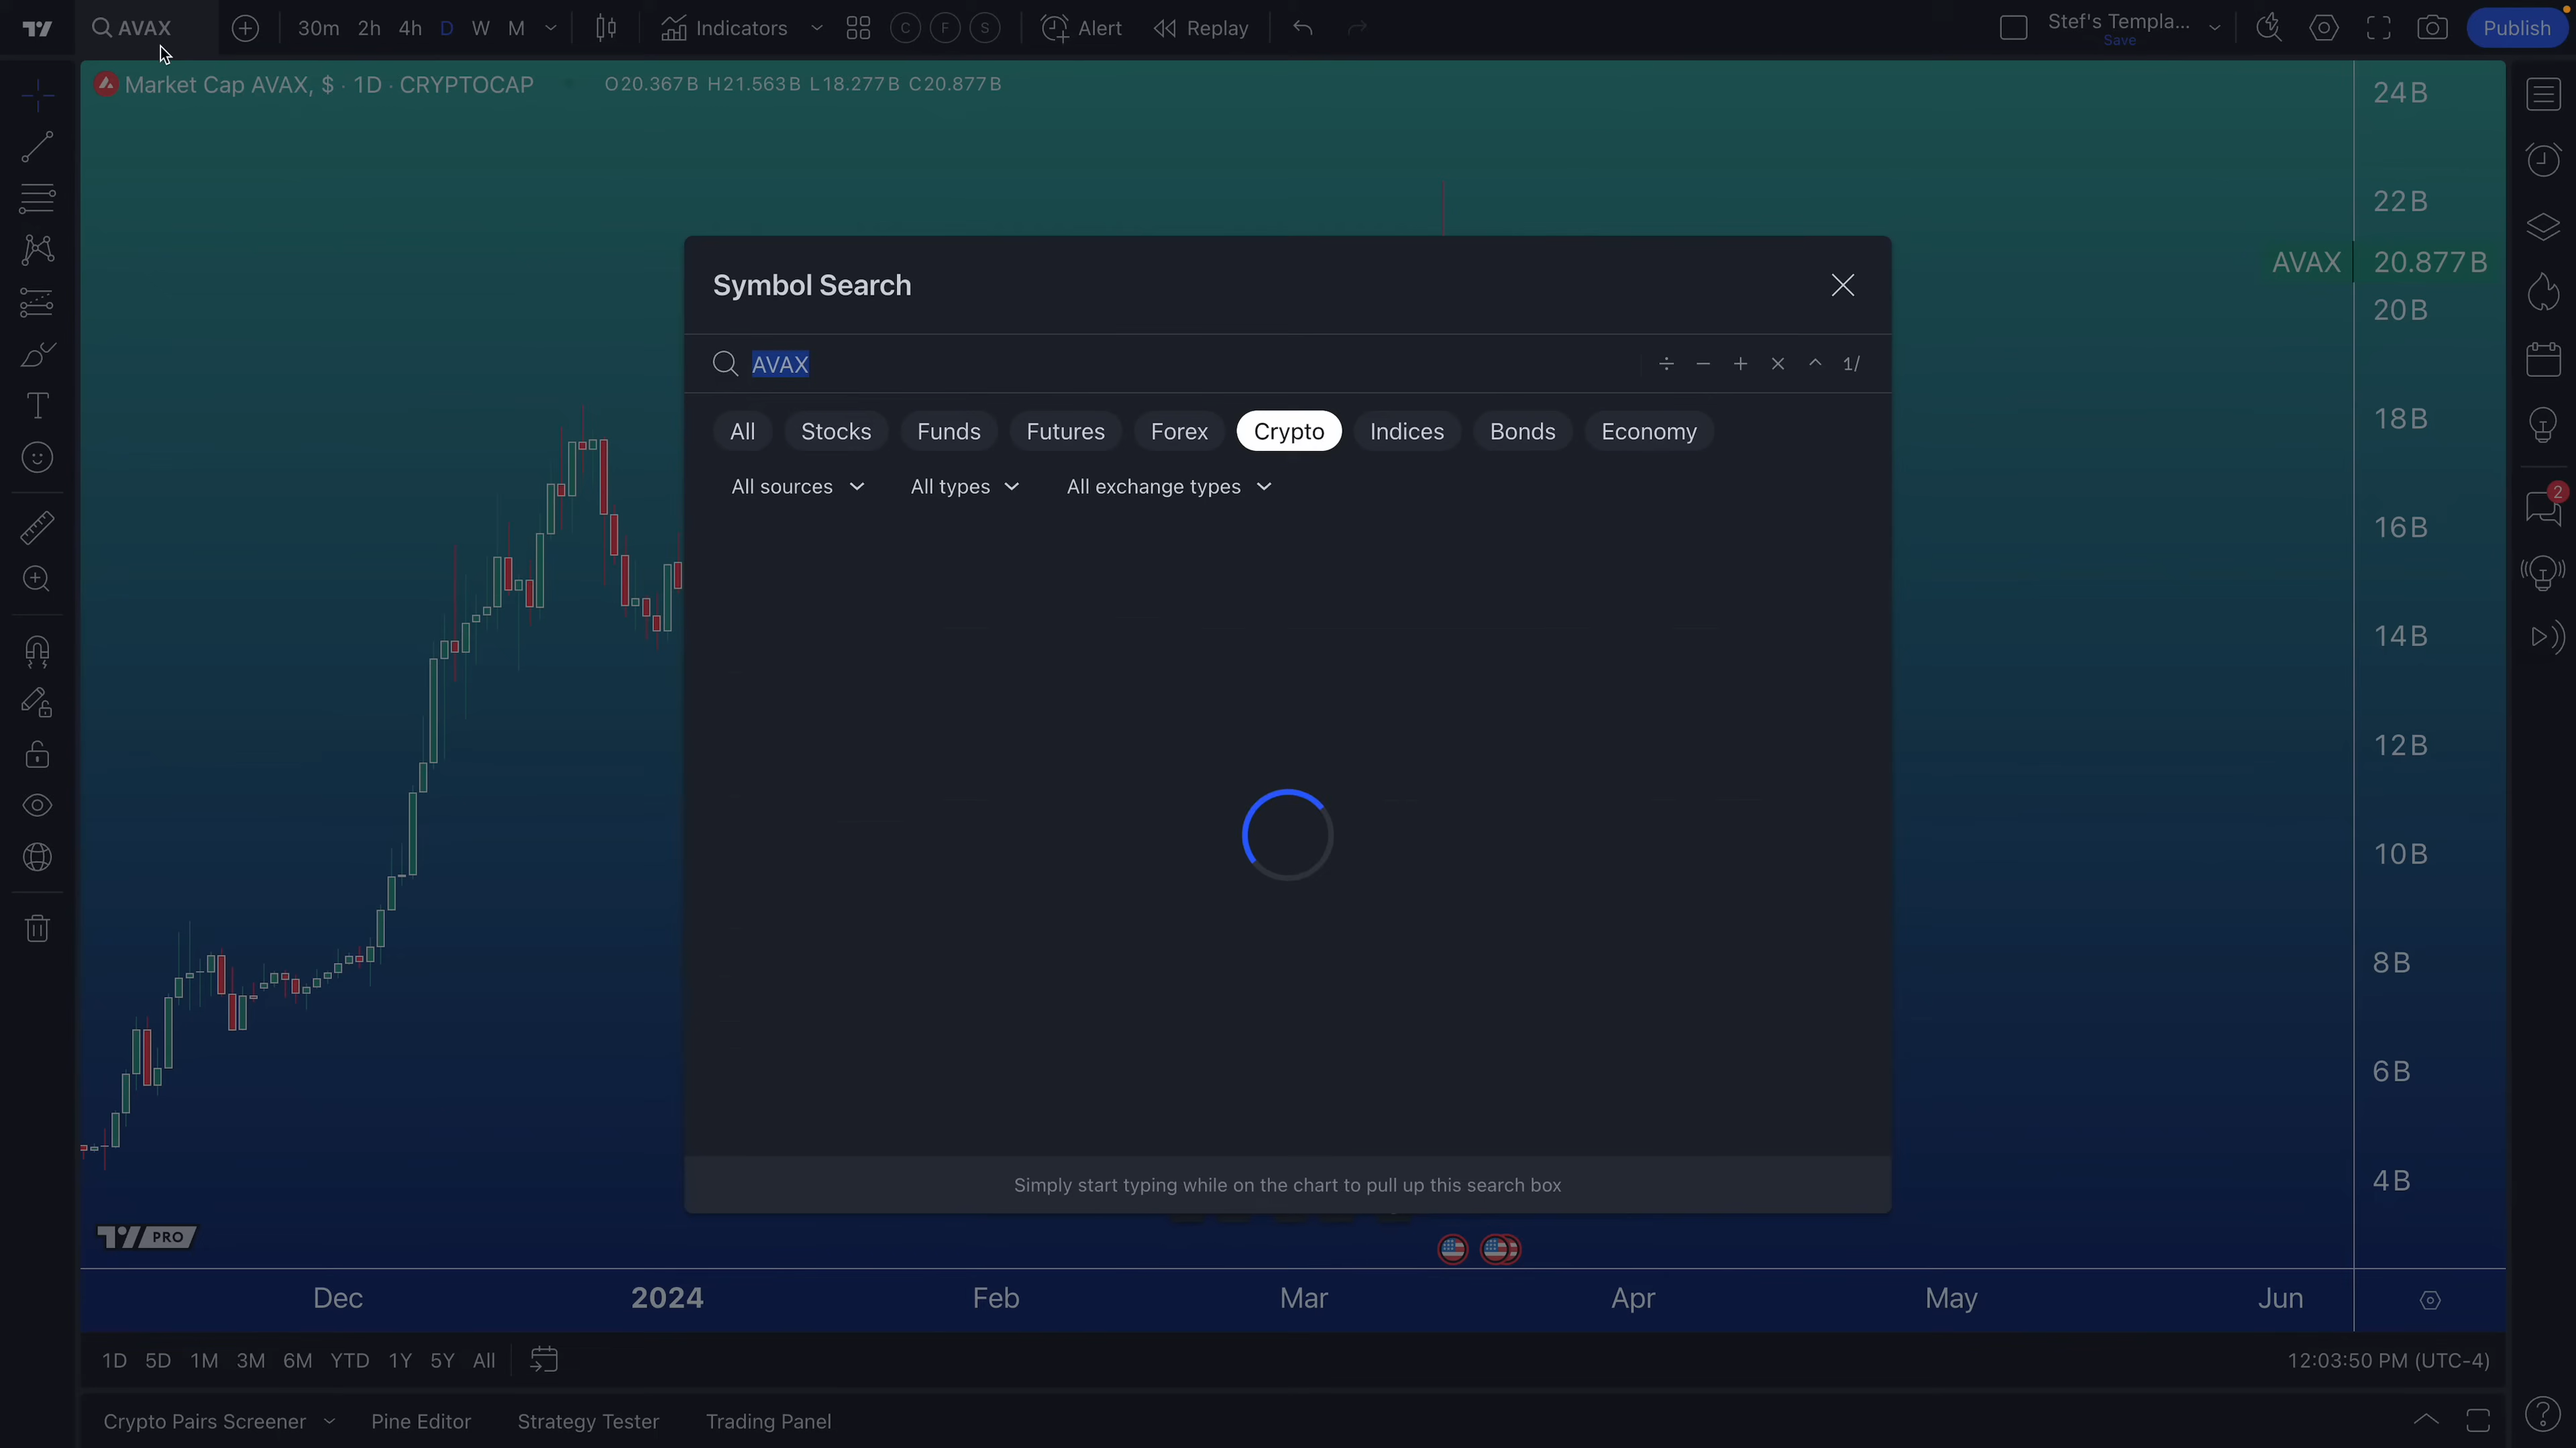 AVAX 30m 2h 4h D W M Indicators C F S Alert Replay Stef's Templa... Save Publish
Market Cap AVAX, $ · 1D · CRYPTOCAP O20.367B H21.563B L18.277B C20.877B
24B
22B
AVAX 20.877B
20B
18B
16B
14B
12B
10B
8B
6B
4B
2
Symbol Search
AVAX ÷ − + × ^ 1/
All Stocks Funds Futures Forex Crypto Indices Bonds Economy
All sources All types All exchange types
Simply start typing while on the chart to pull up this search box
PRO
Dec 2024 Feb Mar Apr May Jun
1D 5D 1M 3M 6M YTD 1Y 5Y All 12:03:50 PM (UTC-4)
Crypto Pairs Screener Pine Editor Strategy Tester Trading Panel